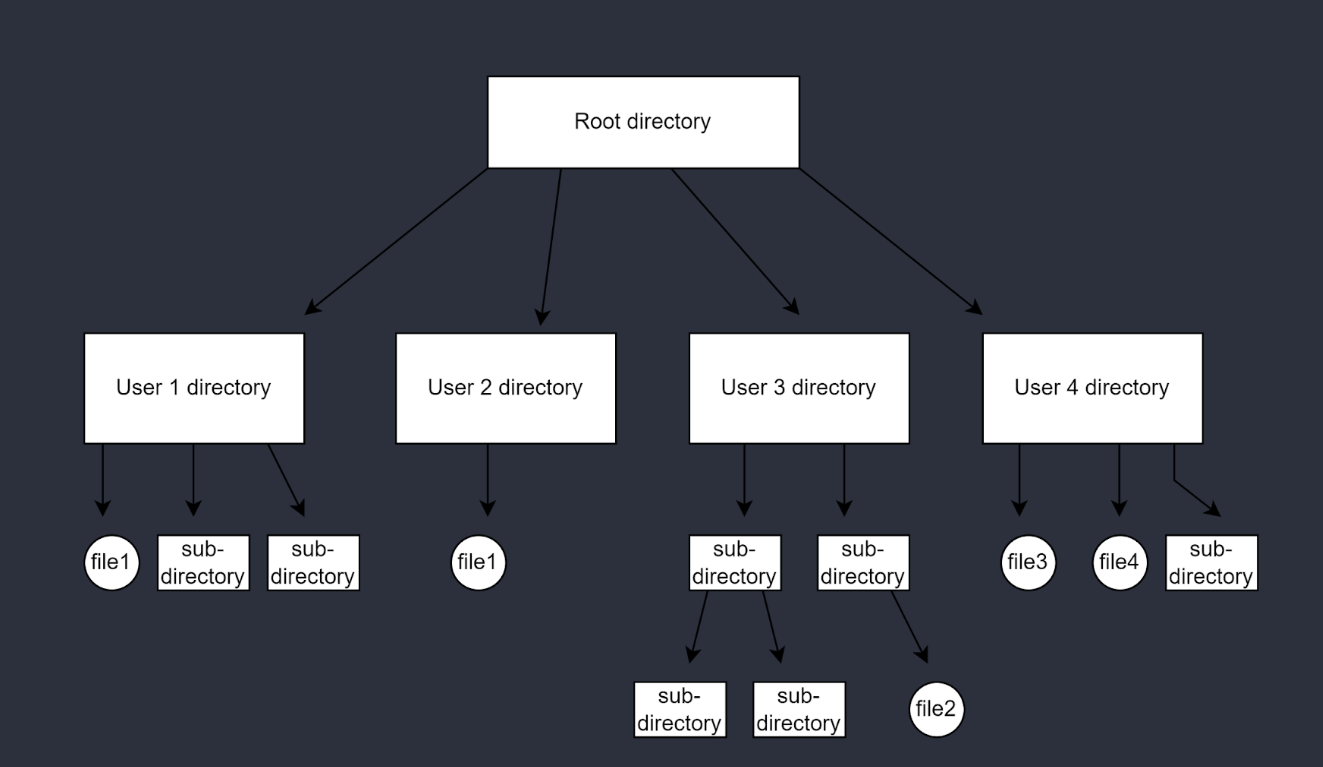 Root directory
User 1 directory
User 2 directory
User 3 directory
User 4 directory
file1
sub-
directory
sub-
directory
file1
sub-
directory
sub-
directory
file3
file4
sub-
directory
sub-
directory
sub-
directory
file2